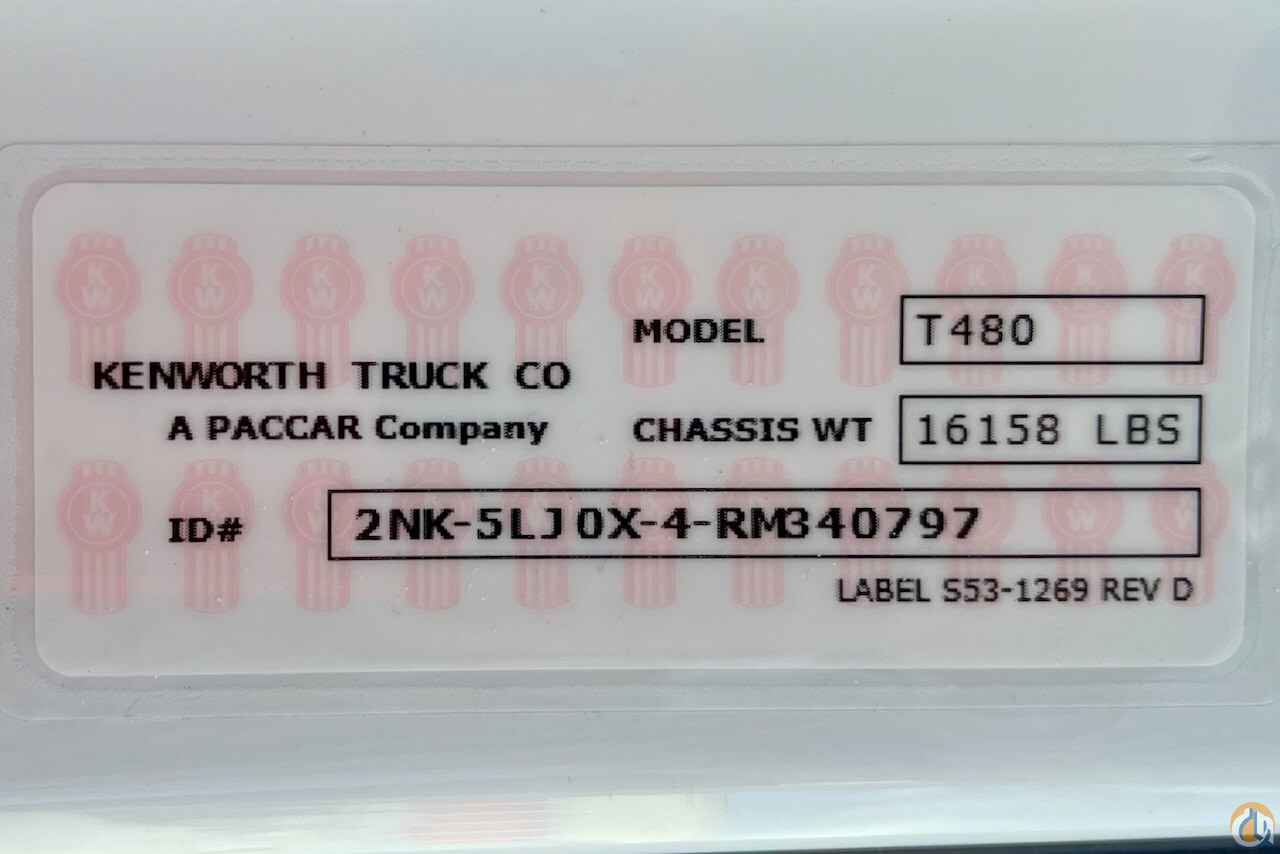 MODEL T480
KENWORTH TRUCK CO
A PACCAR Company
CHASSIS WT 16158 LBS
ID# 2NK-5LJ0X-4-RM340797
LABEL S53-1269 REV D